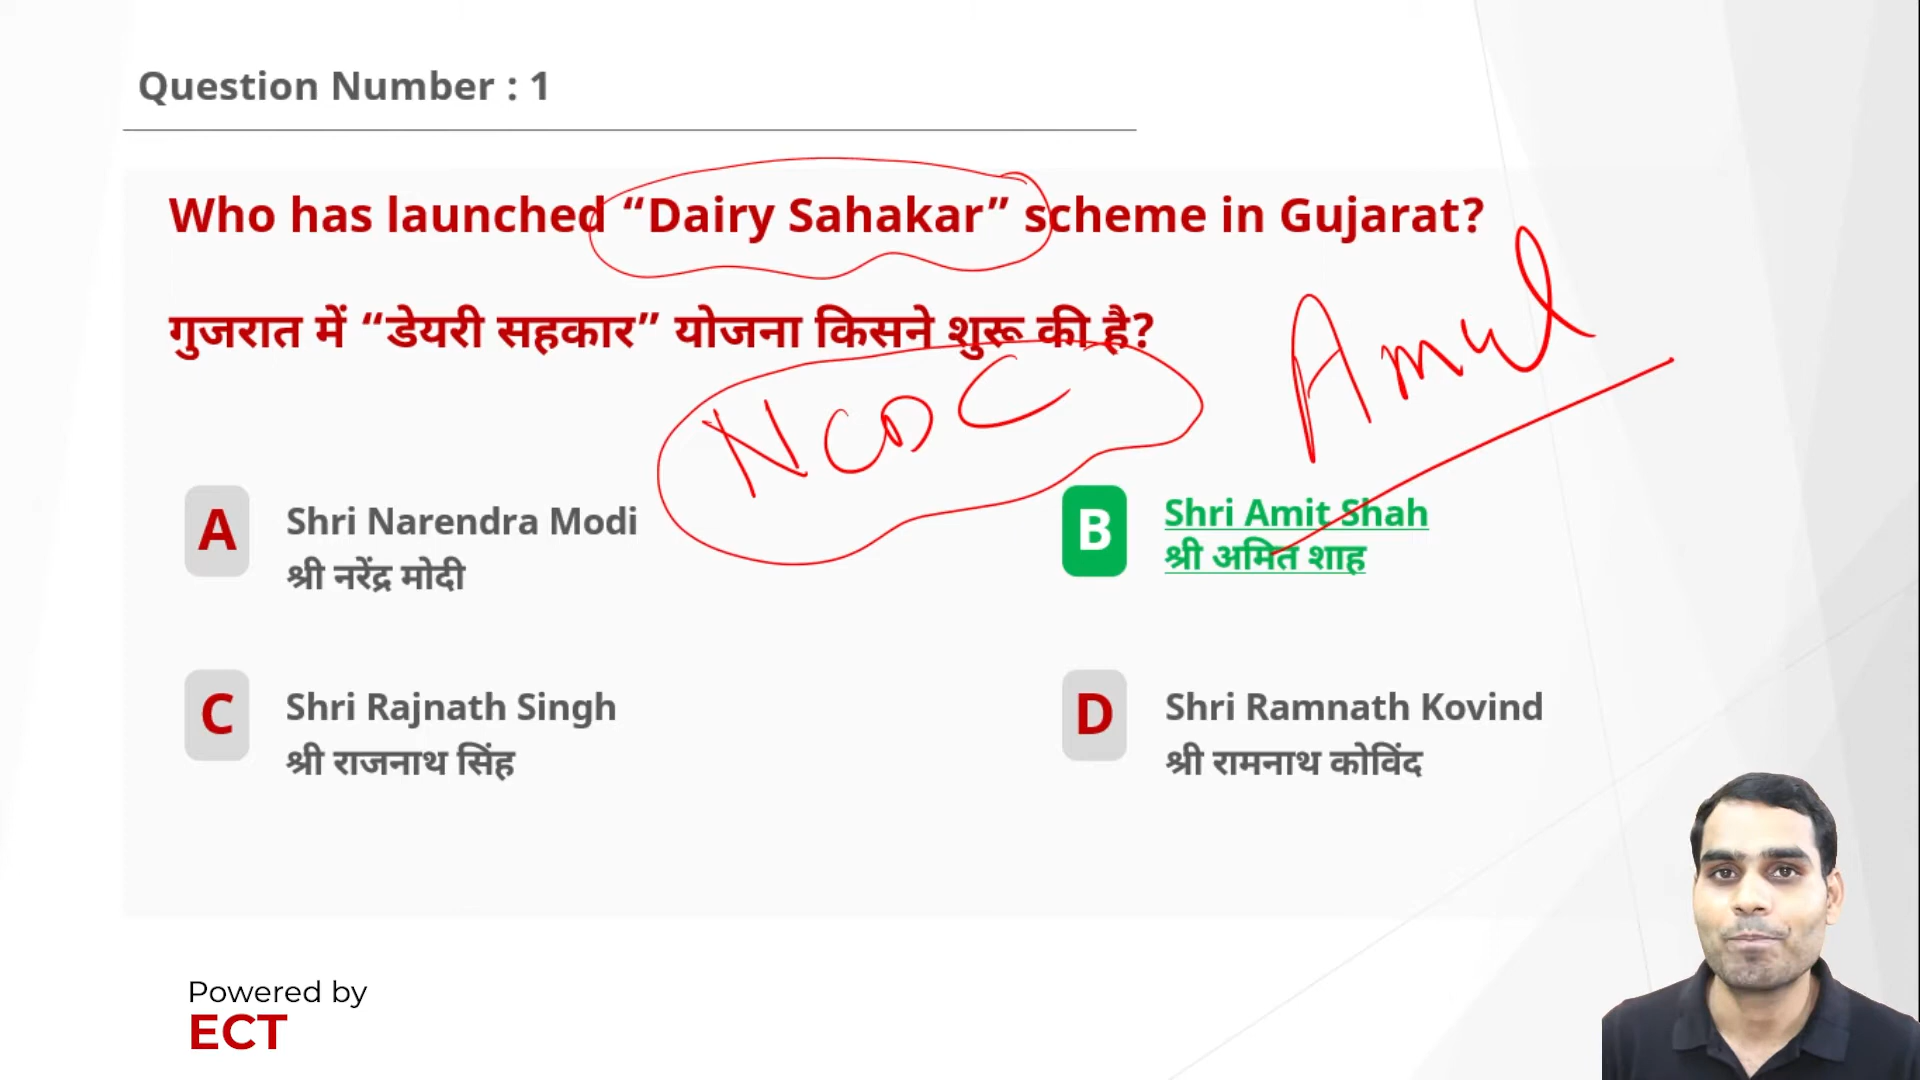 Question Number : 1
Who has launched “Dairy Sahakar” scheme in Gujarat?
गुजरात में “डेयरी सहकार” योजना किसने शुरू की है?
Amul
NCDC
A
Shri Narendra Modi
श्री नरेंद्र मोदी
B
Shri Amit Shah
श्री अमित शाह
C
Shri Rajnath Singh
श्री राजनाथ सिंह
D
Shri Ramnath Kovind
श्री रामनाथ कोविंद
Powered by
ECT